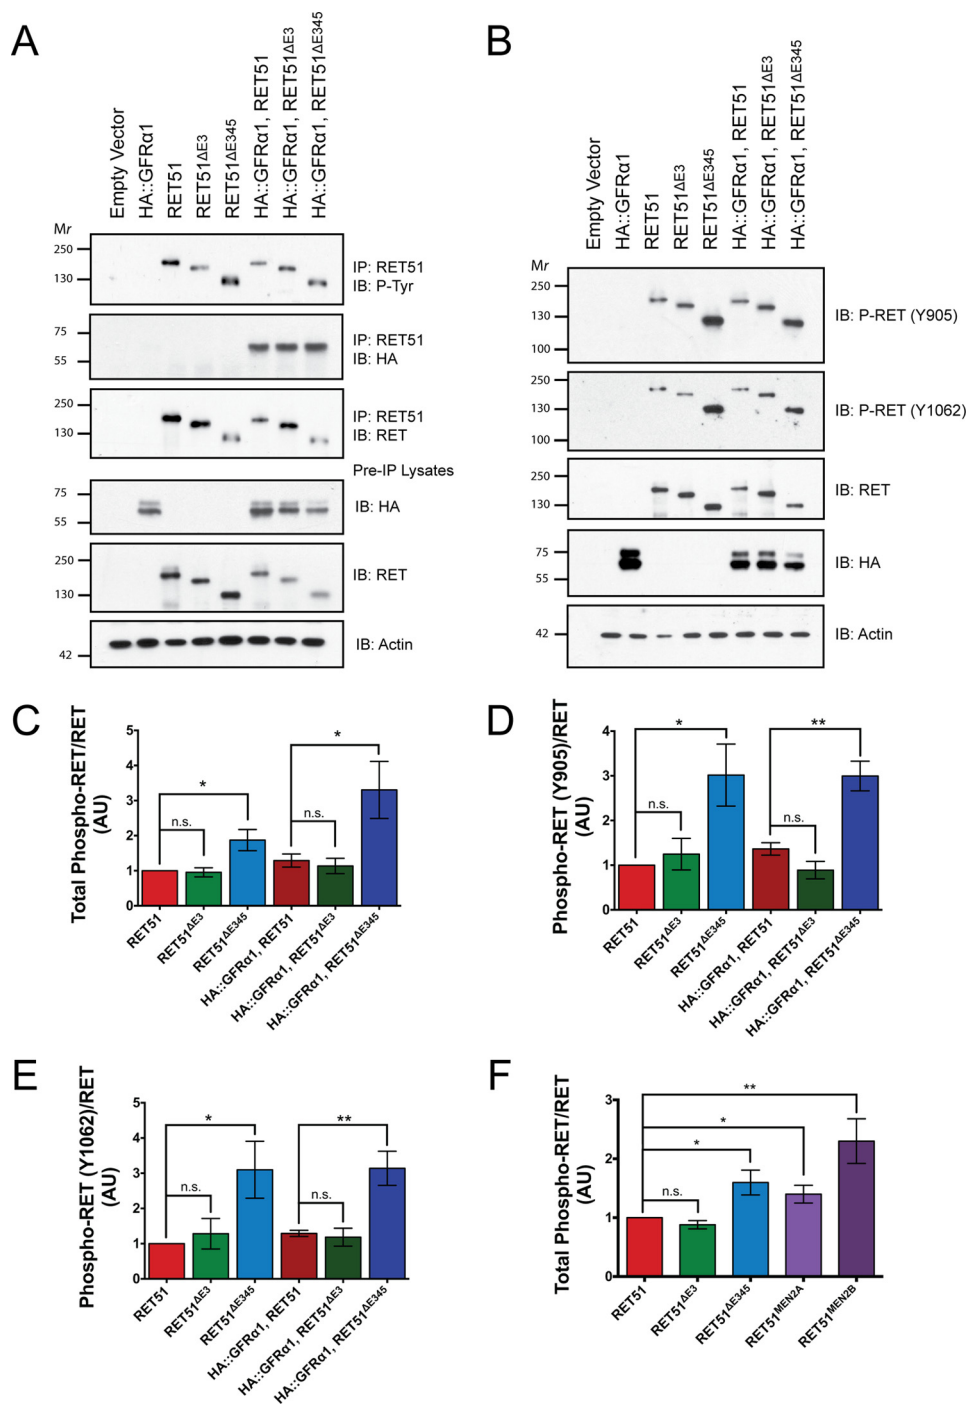 A
Empty Vector
HA::GFRα1
RET51
RET51ΔE3
RET51ΔE345
HA::GFRα1, RET51
HA::GFRα1, RET51ΔE3
HA::GFRα1, RET51ΔE345
Mr
250
130
IP: RET51
IB: P-Tyr
75
55
IP: RET51
IB: HA
250
130
IP: RET51
IB: RET
Pre-IP Lysates
75
55
IB: HA
250
130
IB: RET
42
IB: Actin
B
Empty Vector
HA::GFRα1
RET51
RET51ΔE3
RET51ΔE345
HA::GFRα1, RET51
HA::GFRα1, RET51ΔE3
HA::GFRα1, RET51ΔE345
Mr
250
130
100
IB: P-RET (Y905)
250
130
100
IB: P-RET (Y1062)
250
130
IB: RET
75
55
IB: HA
42
IB: Actin
C
Total Phospho-RET/RET
(AU)
5
4
3
2
1
0
*
n.s.
*
n.s.
RET51
RET51ΔE3
RET51ΔE345
HA::GFRα1, RET51
HA::GFRα1, RET51ΔE3
HA::GFRα1, RET51ΔE345
D
Phospho-RET (Y905)/RET
(AU)
4
3
2
1
0
*
n.s.
**
n.s.
RET51
RET51ΔE3
RET51ΔE345
HA::GFRα1, RET51
HA::GFRα1, RET51ΔE3
HA::GFRα1, RET51ΔE345
E
Phospho-RET (Y1062)/RET
(AU)
5
4
3
2
1
0
*
n.s.
**
n.s.
RET51
RET51ΔE3
RET51ΔE345
HA::GFRα1, RET51
HA::GFRα1, RET51ΔE3
HA::GFRα1, RET51ΔE345
F
Total Phospho-RET/RET
(AU)
3
2
1
0
**
*
*
n.s.
RET51
RET51ΔE3
RET51ΔE345
RET51MEN2A
RET51MEN2B